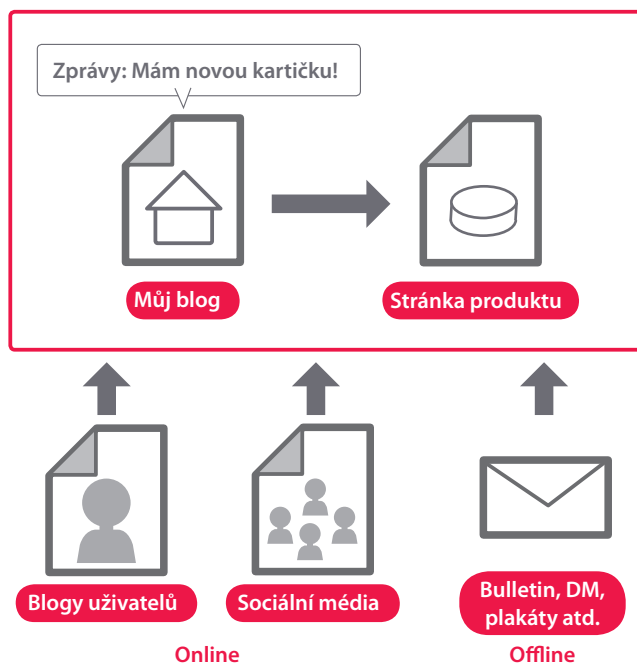 Zprávy: Mám novou kartičku!
Můj blog
Stránka produktu
Blogy uživatelů
Sociální média
Bulletin, DM,
plakáty atd.
Online
Offline